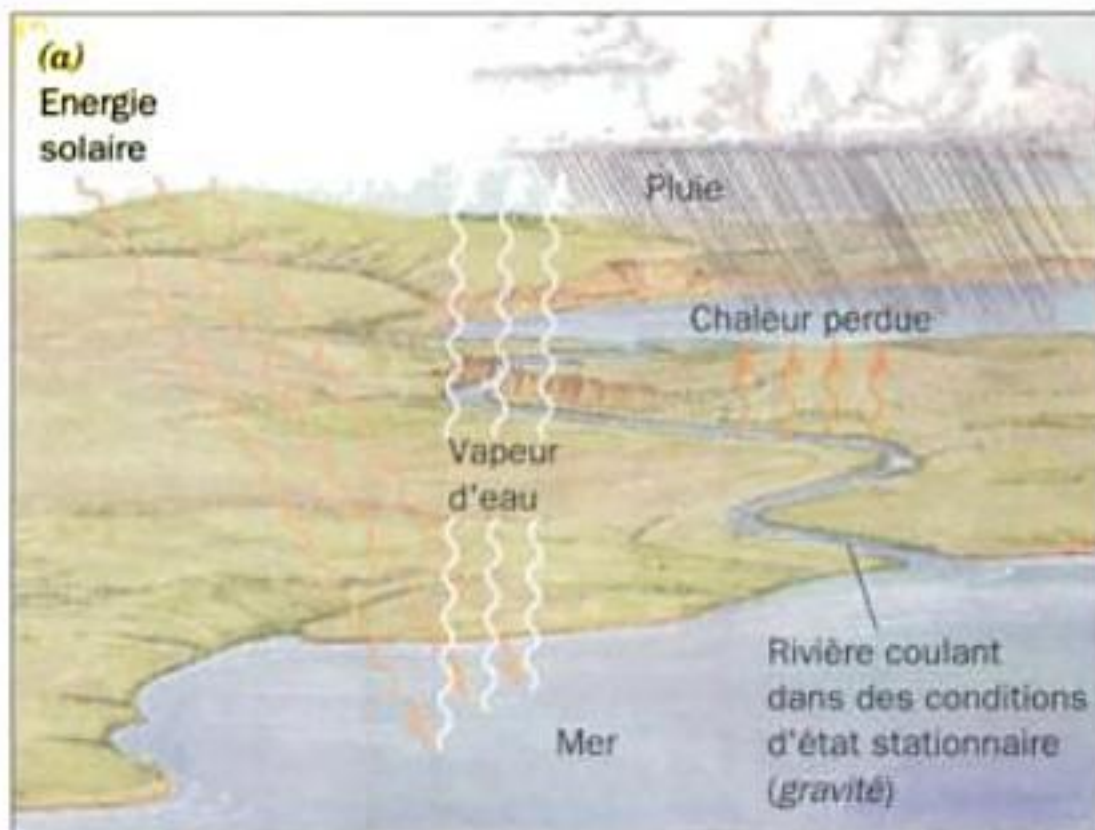 (a)
Energie
solaire
Pluie
Chaleur perdue
Vapeur
d'eau
Rivière coulant
dans des conditions
d'état stationnaire
(gravité)
Mer